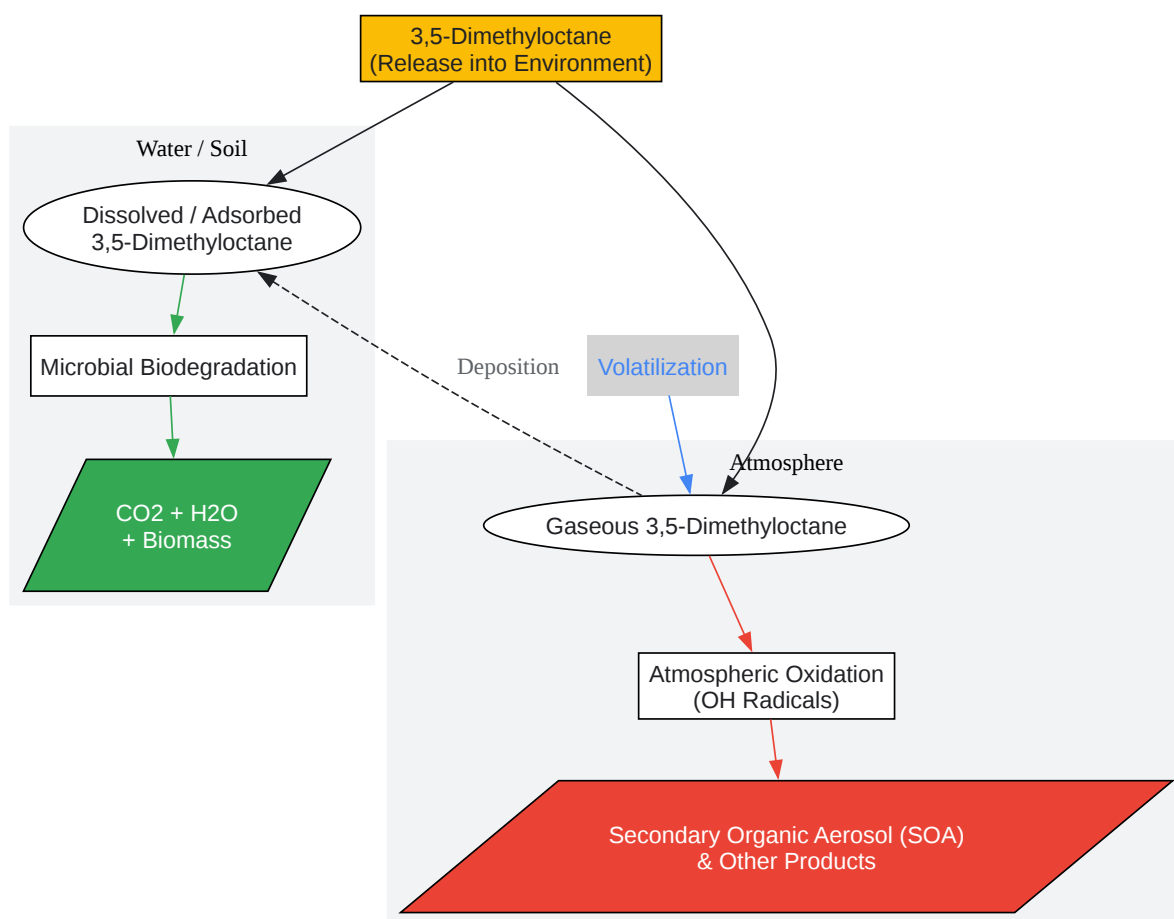 3,5-Dimethyloctane
(Release into Environment)
Water / Soil
Dissolved / Adsorbed
3,5-Dimethyloctane
Microbial Biodegradation
Deposition
Volatilization
Atmosphere
CO2 + H2O
+ Biomass
Gaseous 3,5-Dimethyloctane
Atmospheric Oxidation
(OH Radicals)
Secondary Organic Aerosol (SOA)
& Other Products